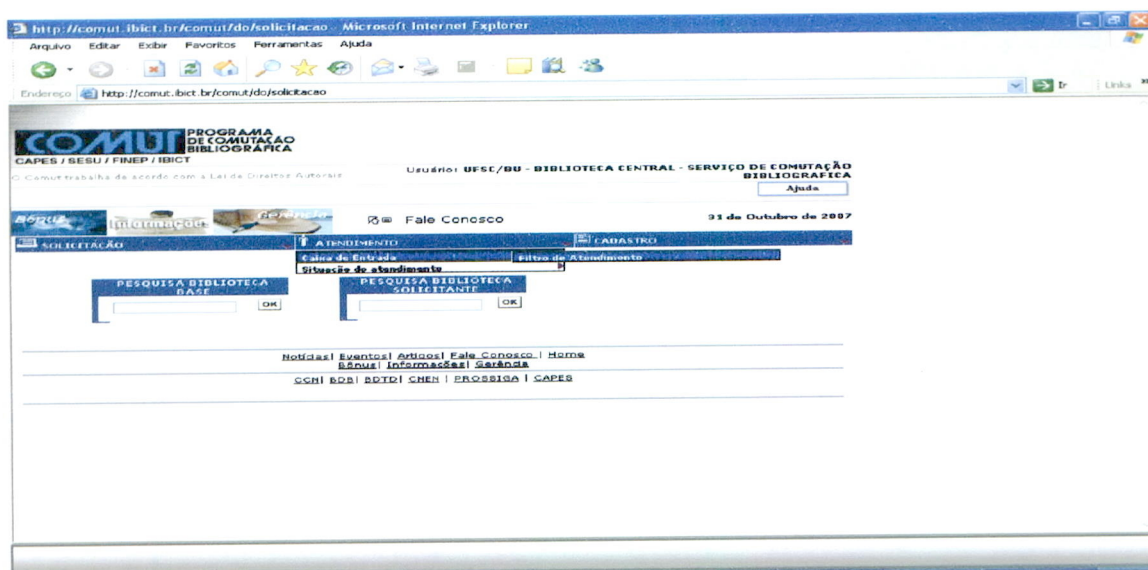 http://comut.ibict.br/comut/do/solicitacao - Microsoft Internet Explorer
Arquivo Editar Exibir Favoritos Ferramentas Ajuda
Endereço http://comut.ibict.br/comut/do/solicitacao Ir Links »
COMUT PROGRAMA
DE COMUTAÇÃO
BIBLIOGRÁFICA
CAPES / SESU / FINEP / IBICT
O Comut trabalha de acordo com a Lei de Direitos Autorais
Usuário: UFSC/BU - BIBLIOTECA CENTRAL - SERVIÇO DE COMUTAÇÃO
BIBLIOGRAFICA
Ajuda
Bônus Informações Gerência Fale Conosco 31 de Outubro de 2007
SOLICITAÇÃO ATENDIMENTO CADASTRO
Caixa de Entrada Filtro de Atendimento
Situação do atendimento
PESQUISA BIBLIOTECA
BASE
OK
PESQUISA BIBLIOTECA
SOLICITANTE
OK
Notícias| Eventos| Artigos| Fale Conosco | Home
Bônus| Informações| Gerência
CCN| BDB| BDTD| CHEN | PROSSIGA | CAPES